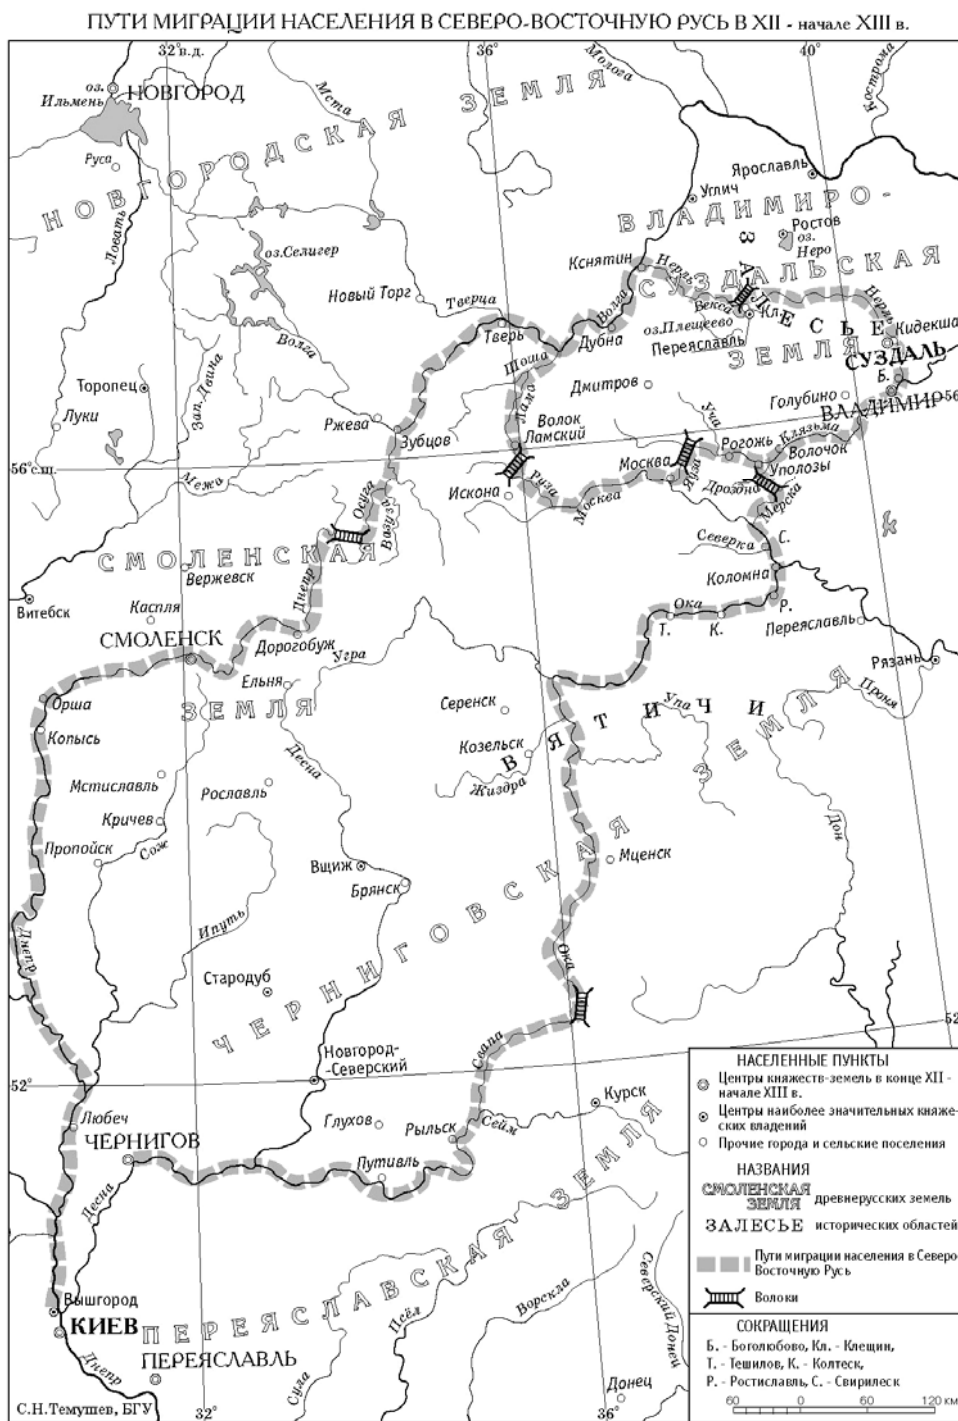 ПУТИ МИГРАЦИИ НАСЕЛЕНИЯ В СЕВЕРО-ВОСТОЧНУЮ РУСЬ В XII - начале XIII в.
32° в.д.
36°
40°
оз. Ильмень
НОВГОРОД
Мста
Молога
Кострома
НОВГОРОДСКАЯ ЗЕМЛЯ
Руса
Ловать
Ярославль
Углич
ВЛАДИМИРО-
СУЗДАЛЬСКАЯ
ЗЕМЛЯ
ЗАЛЕСЬЕ
Ростов
оз. Неро
оз.Селигер
Кснятин
Нерль
Новый Торг
Тверца
Волга
Векса
Кл.
Нерль
оз.Плещеево
Переяславль
Кидекша
СУЗДАЛЬ
Тверь
Дубна
Шоша
Волга
Торопец
Зап. Двина
Лама
Дмитров
Голубино
Б.
ВЛАДИМИР
56°
Луки
Ржева
Зубцов
Волок
Ламский
Уча
Рогожь
Клязьма
Волочок
Москва
Яуза
Уполозы
Дроздна
Мерска
56°с.ш.
Межа
Искона
Руза
Москва
Осуга
Вазуза
СМОЛЕНСКАЯ
ЗЕМЛЯ
Северка
С.
Вержевск
Днепр
Коломна
Витебск
Каспля
Ока
Р.
Т.
К.
Переяславль
СМОЛЕНСК
Дорогобуж
Угра
Рязань
Ельня
Проня
Орша
Серенск
Упа
ВЯТИЧИ
Копысь
Козельск
Жиздра
Десна
Мстиславль
Рославль
Кричев
Дон
Пропойск
Сож
Мценск
Вщиж
Брянск
ЧЕРНИГОВСКАЯ ЗЕМЛЯ
Ипуть
Днепр
Ока
Стародуб
Свапа
52°
52°
Новгород-
-Северский
Любеч
Глухов
Рыльск
Сейм
Курск
ЧЕРНИГОВ
Путивль
Десна
ПЕРЕЯСЛАВСКАЯ ЗЕМЛЯ
Вышгород
КИЕВ
Псёл
Ворскла
Северский Донец
ПЕРЕЯСЛАВЛЬ
Днепр
Сула
Донец
С.Н.Темушев, БГУ
32°
36°
НАСЕЛЕННЫЕ ПУНКТЫ
Центры княжеств-земель в конце XII -
начале XIII в.
Центры наиболее значительных княже-
ских владений
Прочие города и сельские поселения
НАЗВАНИЯ
СМОЛЕНСКАЯ
ЗЕМЛЯ
древнерусских земель
ЗАЛЕСЬЕ исторических областей
Пути миграции населения в Северо-
Восточную Русь
Волоки
СОКРАЩЕНИЯ
Б. - Боголюбово, Кл. - Клещин,
Т. - Тешилов, К. - Колтеск,
Р. - Ростиславль, С. - Свирилеск
60 0 60 120 км